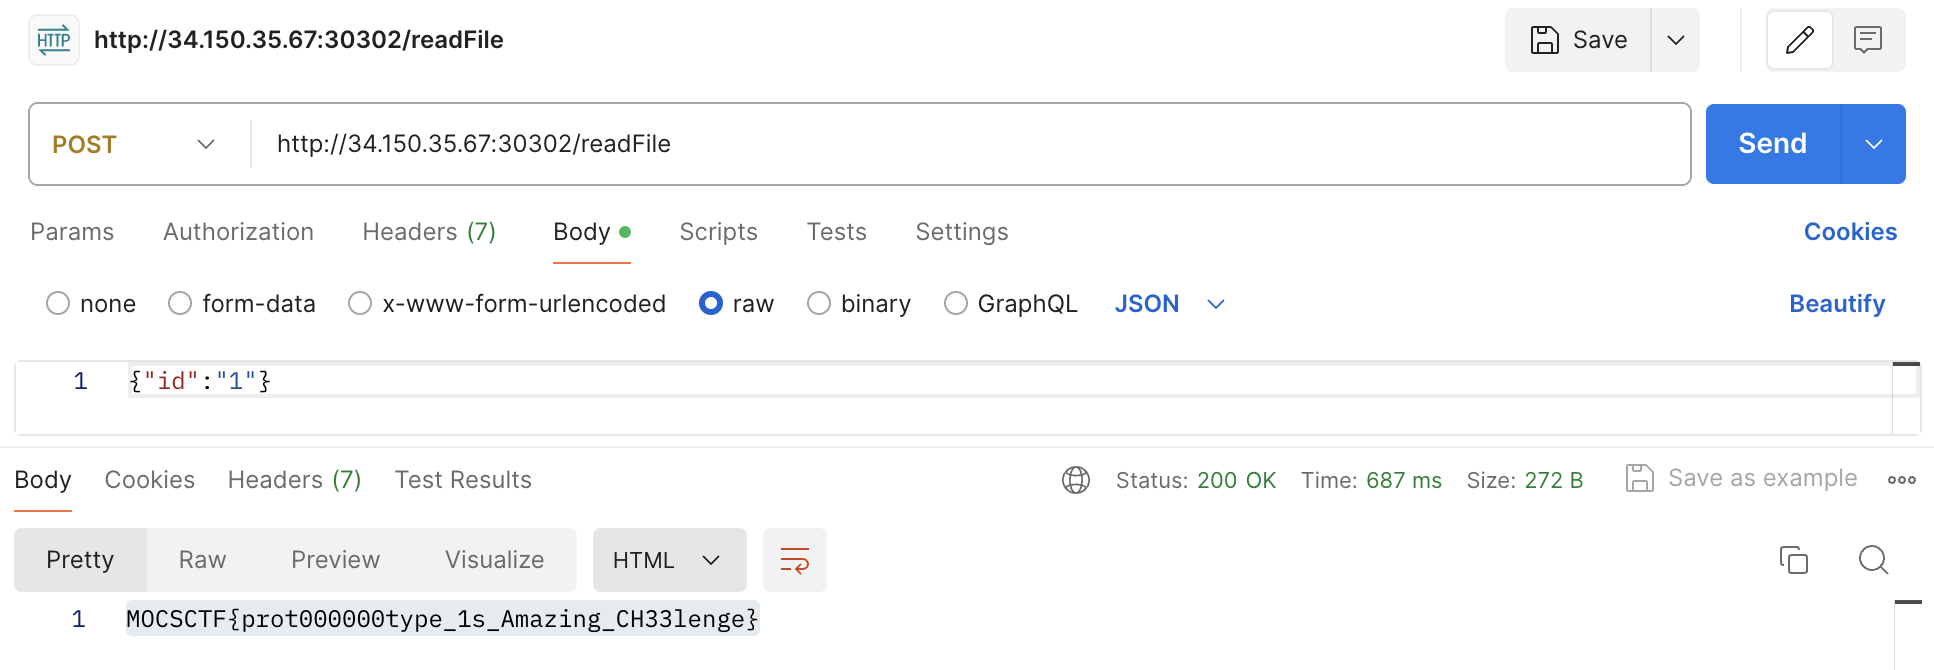 HTTP http://34.150.35.67:30302/readFile Save
POST http://34.150.35.67:30302/readFile Send
Params Authorization Headers (7) Body Scripts Tests Settings Cookies
none form-data x-www-form-urlencoded raw binary GraphQL JSON Beautify
1 {"id":"1"}
Body Cookies Headers (7) Test Results Status: 200 OK Time: 687 ms Size: 272 B Save as example
Pretty Raw Preview Visualize HTML
1 MOCSCTF{prot000000type_1s_Amazing_CH33lenge}